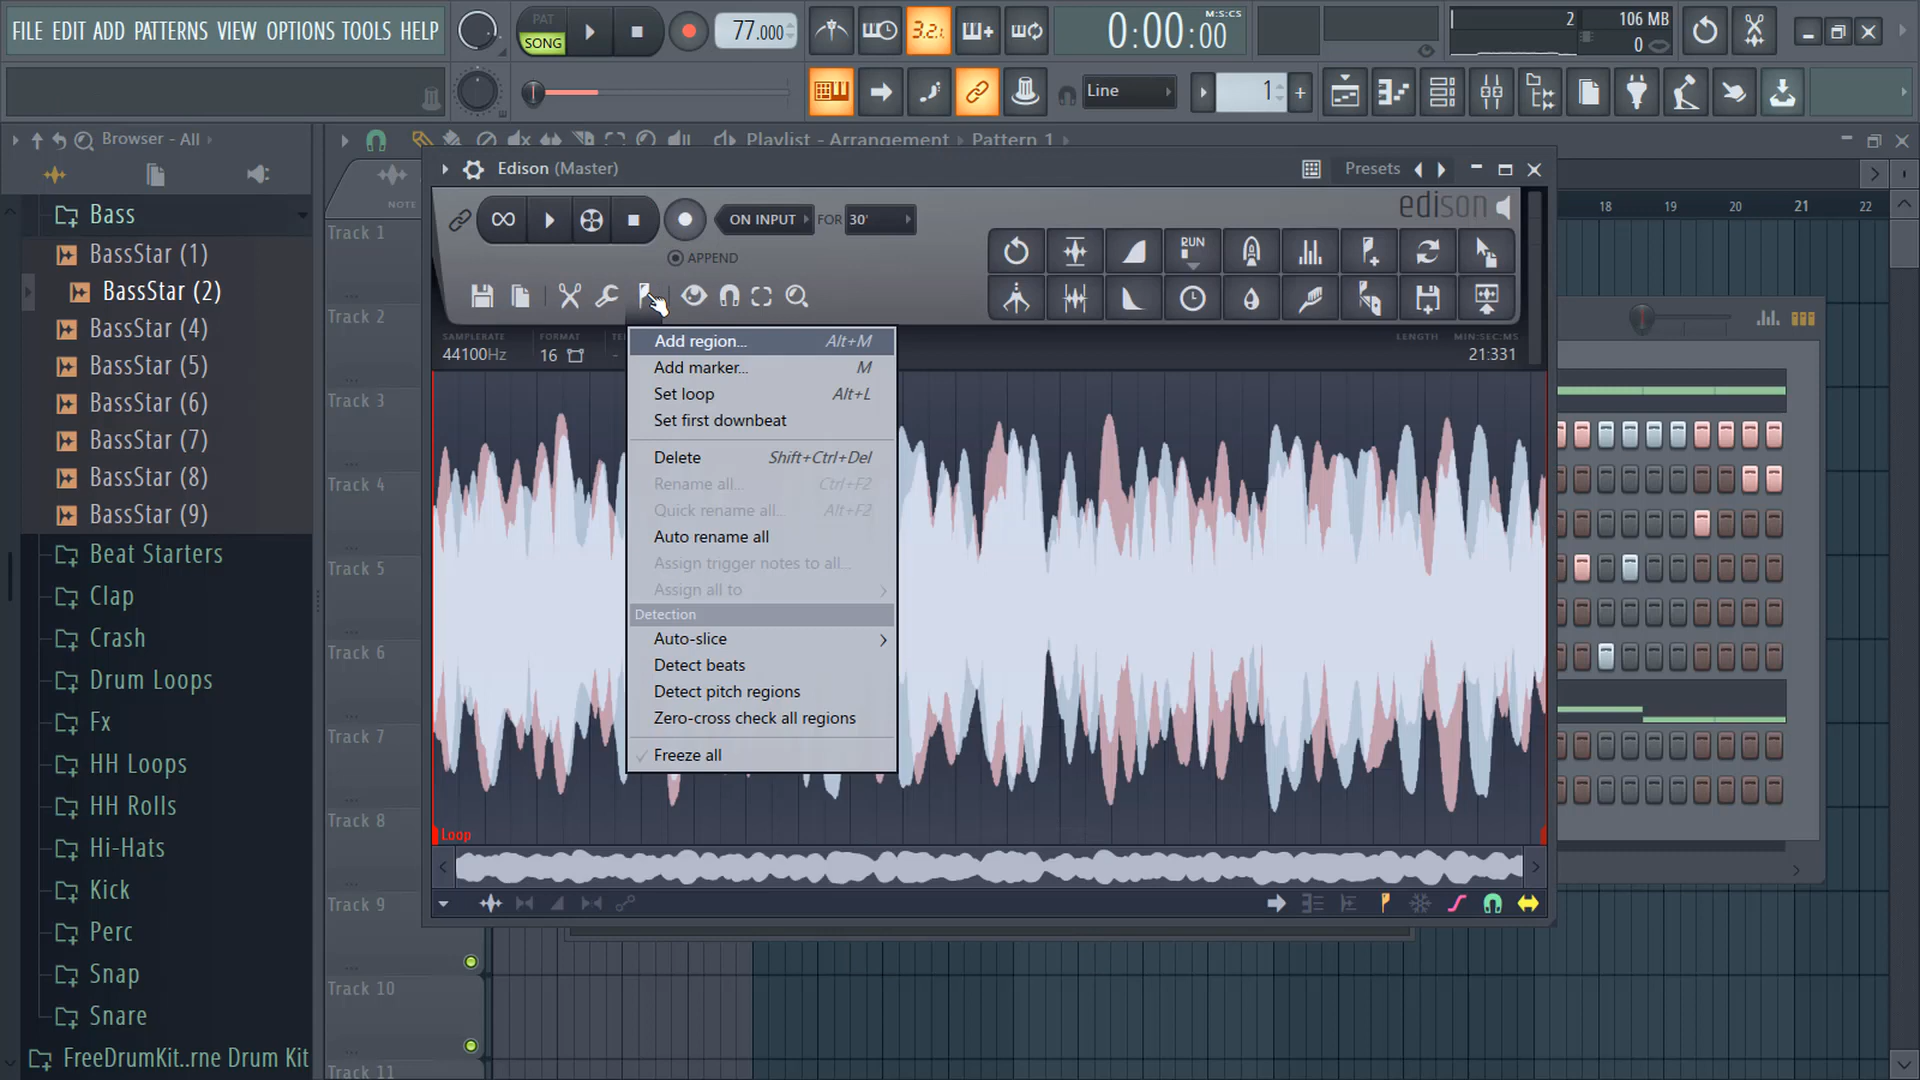 FILE EDIT ADD PATTERNS VIEW OPTIONS TOOLS HELP
PAT
SONG
77.000
3.2.
0:00:00
M:S:CS
2
106 MB
0
Line
1
Browser - All
Playlist - Arrangement › Pattern 1
Bass
BassStar (1)
BassStar (2)
BassStar (4)
BassStar (5)
BassStar (6)
BassStar (7)
BassStar (8)
BassStar (9)
Beat Starters
Clap
Crash
Drum Loops
Fx
HH Loops
HH Rolls
Hi-Hats
Kick
Perc
Snap
Snare
FreeDrumKit..rne Drum Kit
NOTE
Track 1
...
Track 2
...
Track 3
...
Track 4
...
Track 5
...
Track 6
...
Track 7
...
Track 8
...
Track 9
...
Track 10
...
Track 11
Edison (Master)
Presets
ON INPUT
FOR
30'
APPEND
edison
RUN
SAMPLERATE
44100Hz
FORMAT
16
LENGTH
MIN:SEC:MS
21:331
Add region... Alt+M
Add marker... M
Set loop Alt+L
Set first downbeat
Delete Shift+Ctrl+Del
Rename all... Ctrl+F2
Quick rename all... Alt+F2
Auto rename all
Assign trigger notes to all...
Assign all to
Detection
Auto-slice
Detect beats
Detect pitch regions
Zero-cross check all regions
Freeze all
Loop
18 19 20 21 22